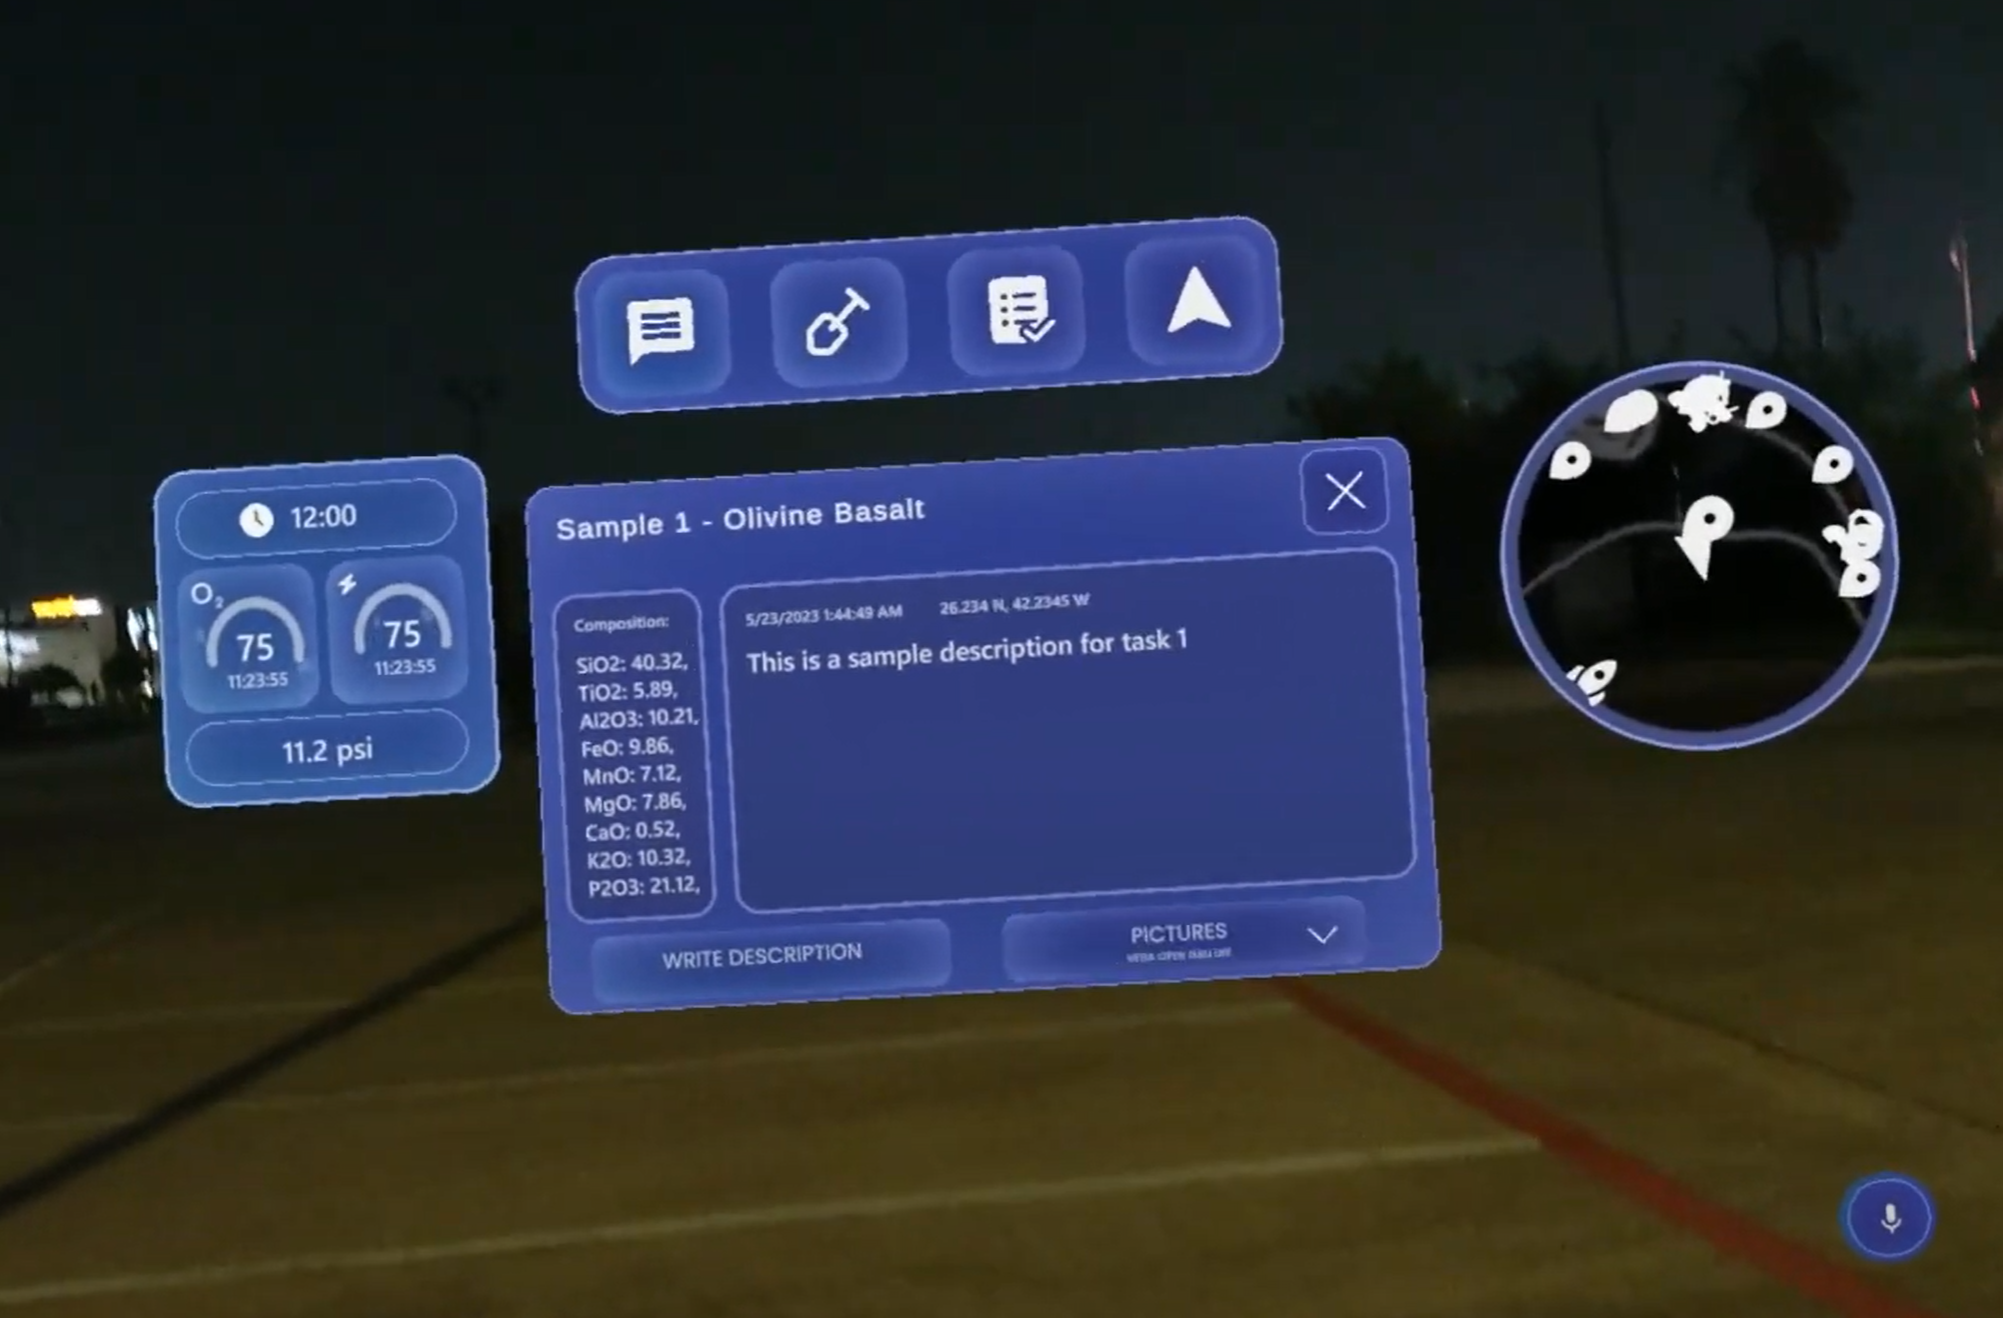 12:00
O2
75
11:23:55
75
11:23:55
11.2 psi
Sample 1 - Olivine Basalt
Composition:
SiO2: 40.32,
TiO2: 5.89,
Al2O3: 10.21,
FeO: 9.86,
MnO: 7.12,
MgO: 7.86,
CaO: 0.52,
K2O: 10.32,
P2O3: 21.12,
5/23/2023 1:44:49 AM 26.234 N, 42.2345 W
This is a sample description for task 1
WRITE DESCRIPTION
PICTURES